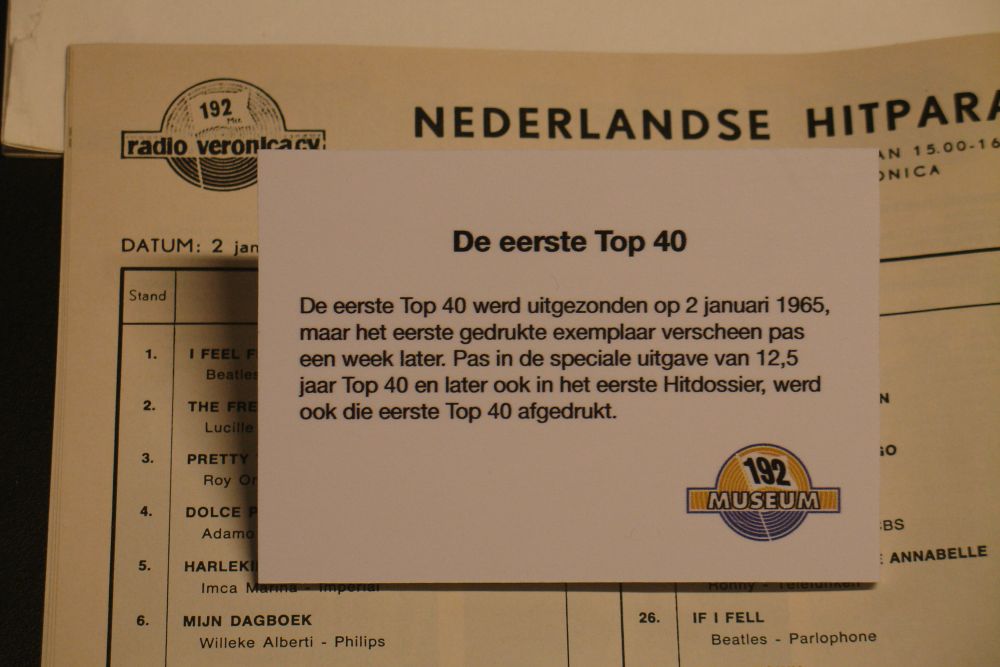 192
radio veronica cv
NEDERLANDSE HITPARA
AN 15.00-16
ONICA
DATUM: 2 jan
De eerste Top 40
De eerste Top 40 werd uitgezonden op 2 januari 1965,
maar het eerste gedrukte exemplaar verscheen pas
een week later. Pas in de speciale uitgave van 12,5
jaar Top 40 en later ook in het eerste Hitdossier, werd
ook die eerste Top 40 afgedrukt.
192
MUSEUM
Stand
1. I FEEL F
Beatles
2. THE FRE
Lucille
3. PRETTY
Roy Or
4. DOLCE P
Adamo
5. HARLEKI
Imca Marina - Imperial
6. MIJN DAGBOEK
Willeke Alberti - Philips
N
GO
CBS
E ANNABELLE
Ronny - Telefunken
26. IF I FELL
Beatles - Parlophone